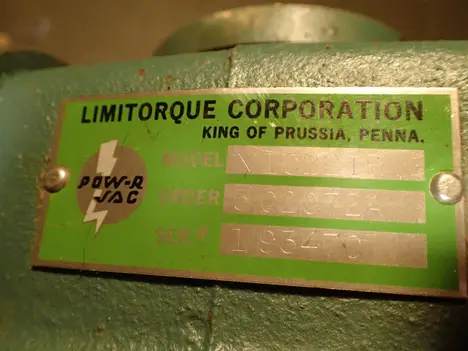 LIMITORQUE CORPORATION
KING OF PRUSSIA, PENNA.
POW-R
JAC
MODEL
ORDER
SER.#